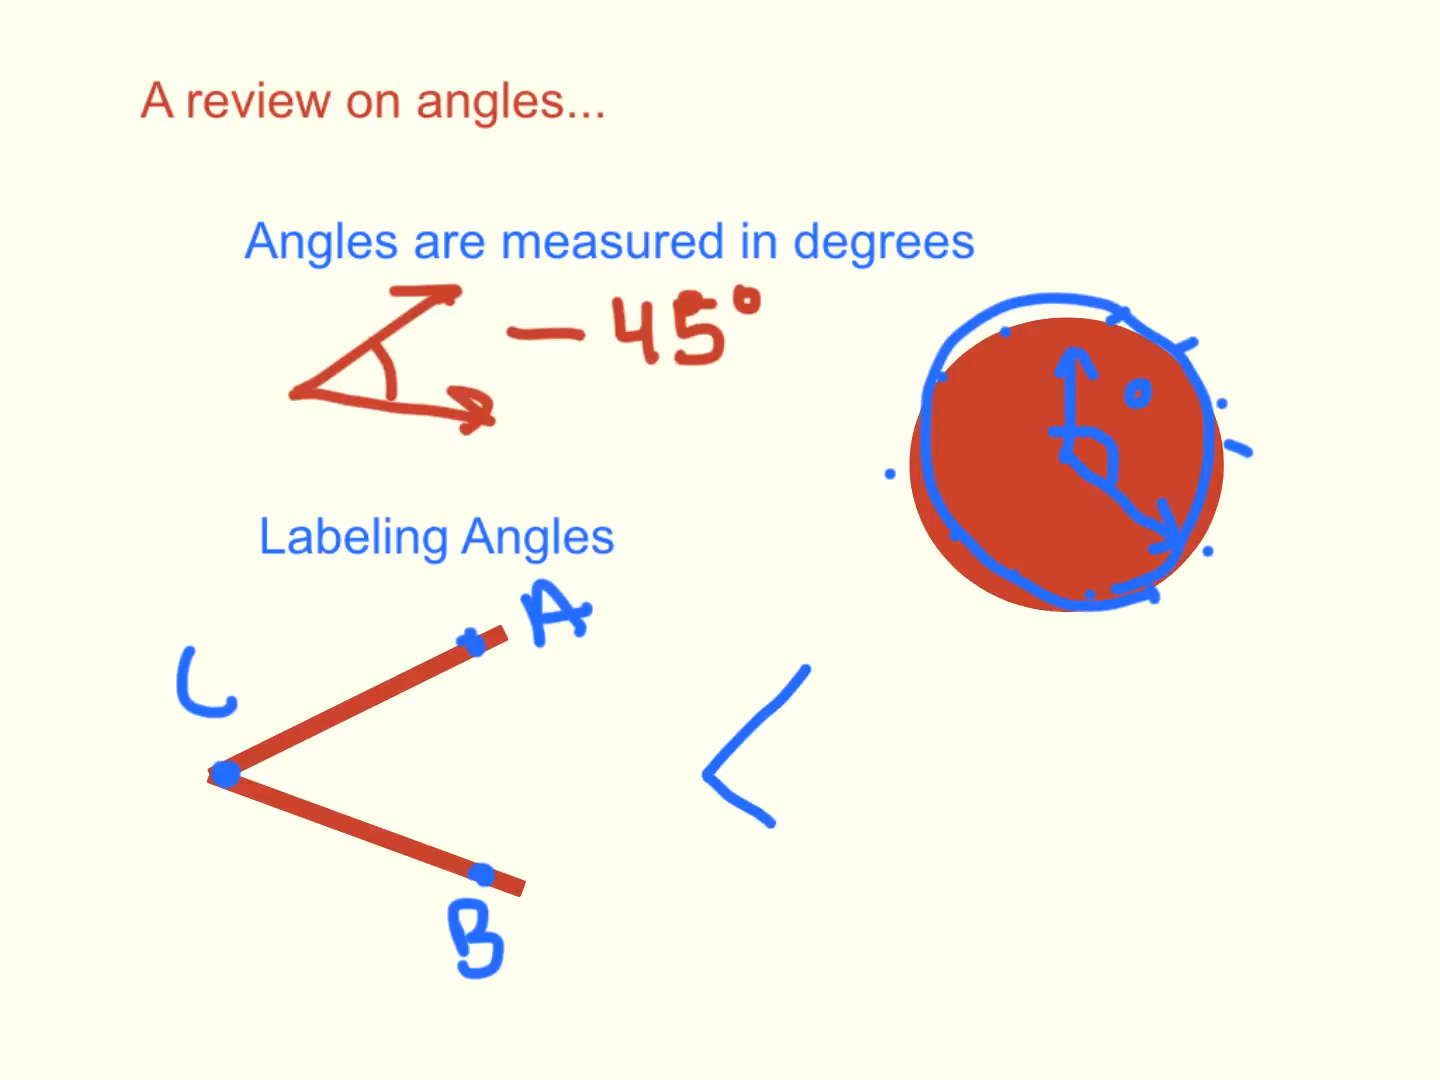 A review on angles...
Angles are measured in degrees
— 45°
Labeling Angles
A
C
B